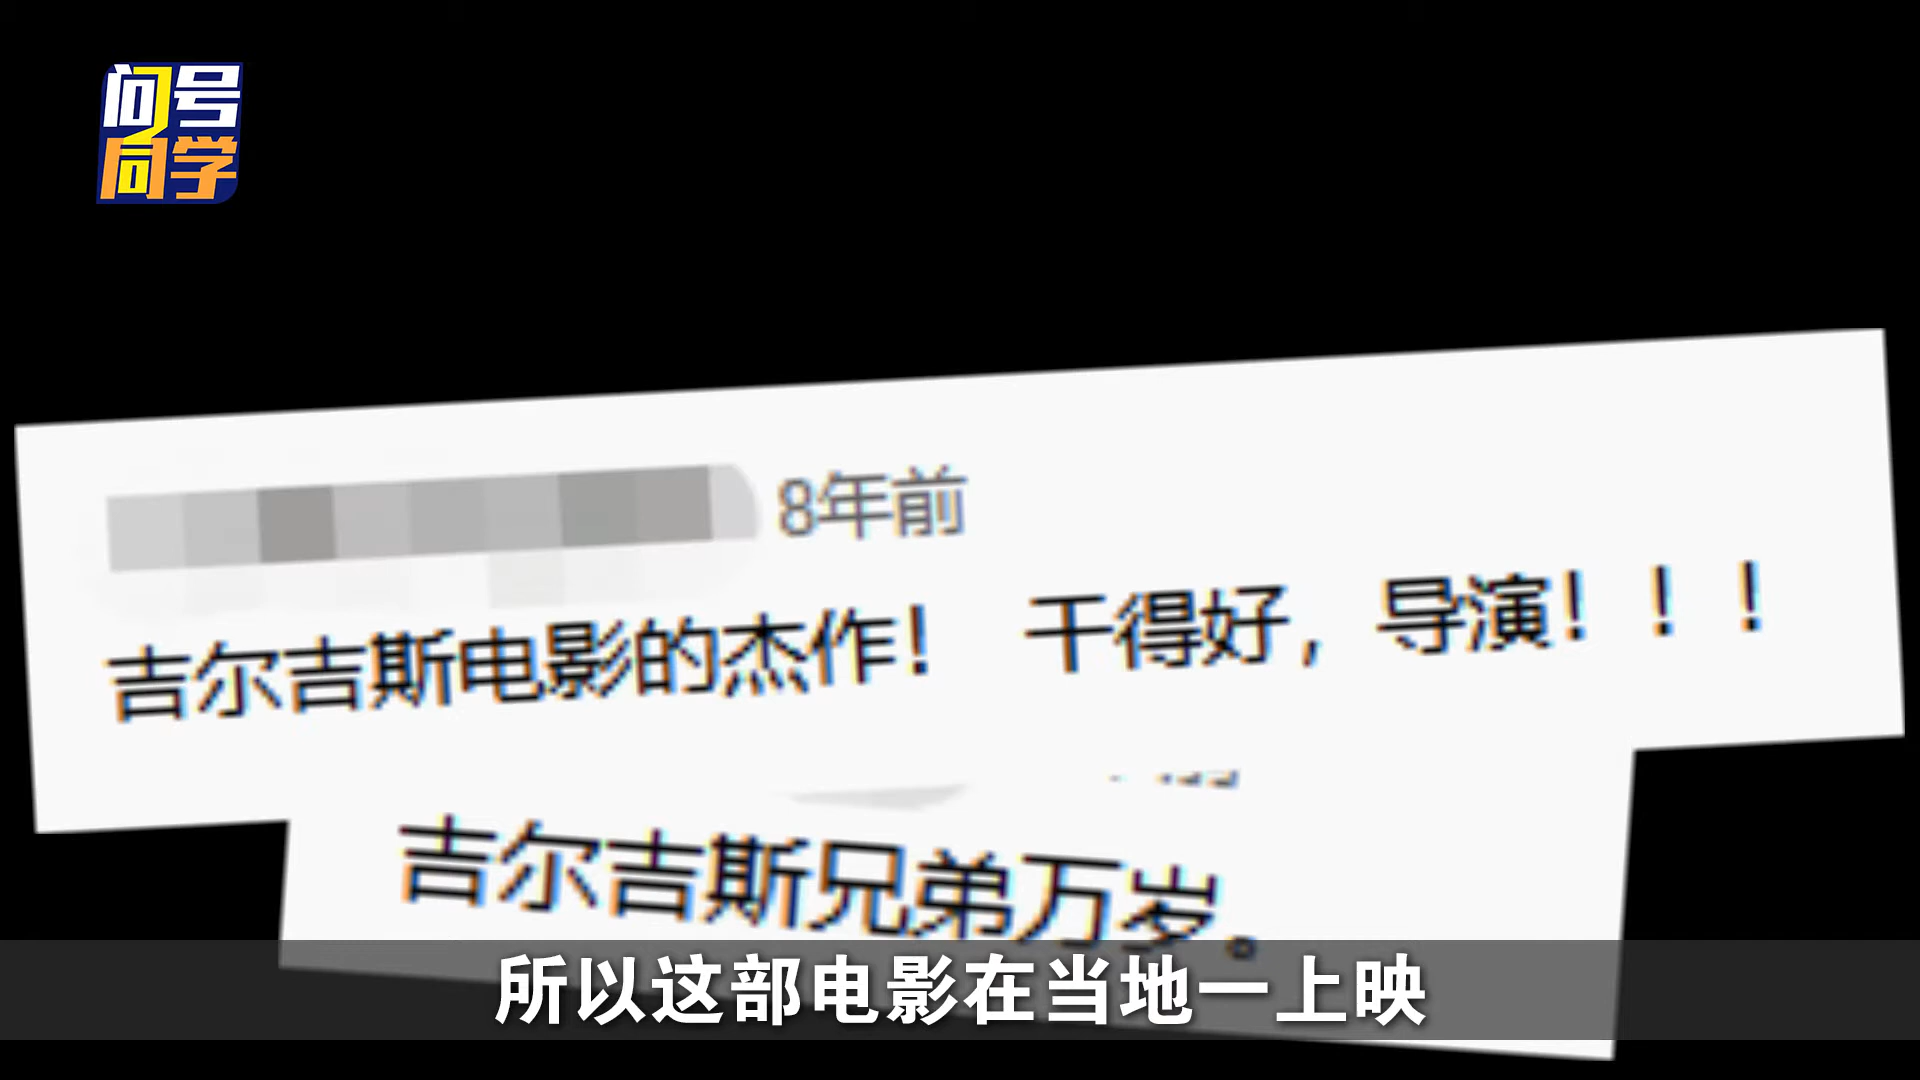 问号
同学
8年前
吉尔吉斯电影的杰作！ 干得好，导演！！！
吉尔吉斯兄弟万岁。
所以这部电影在当地一上映